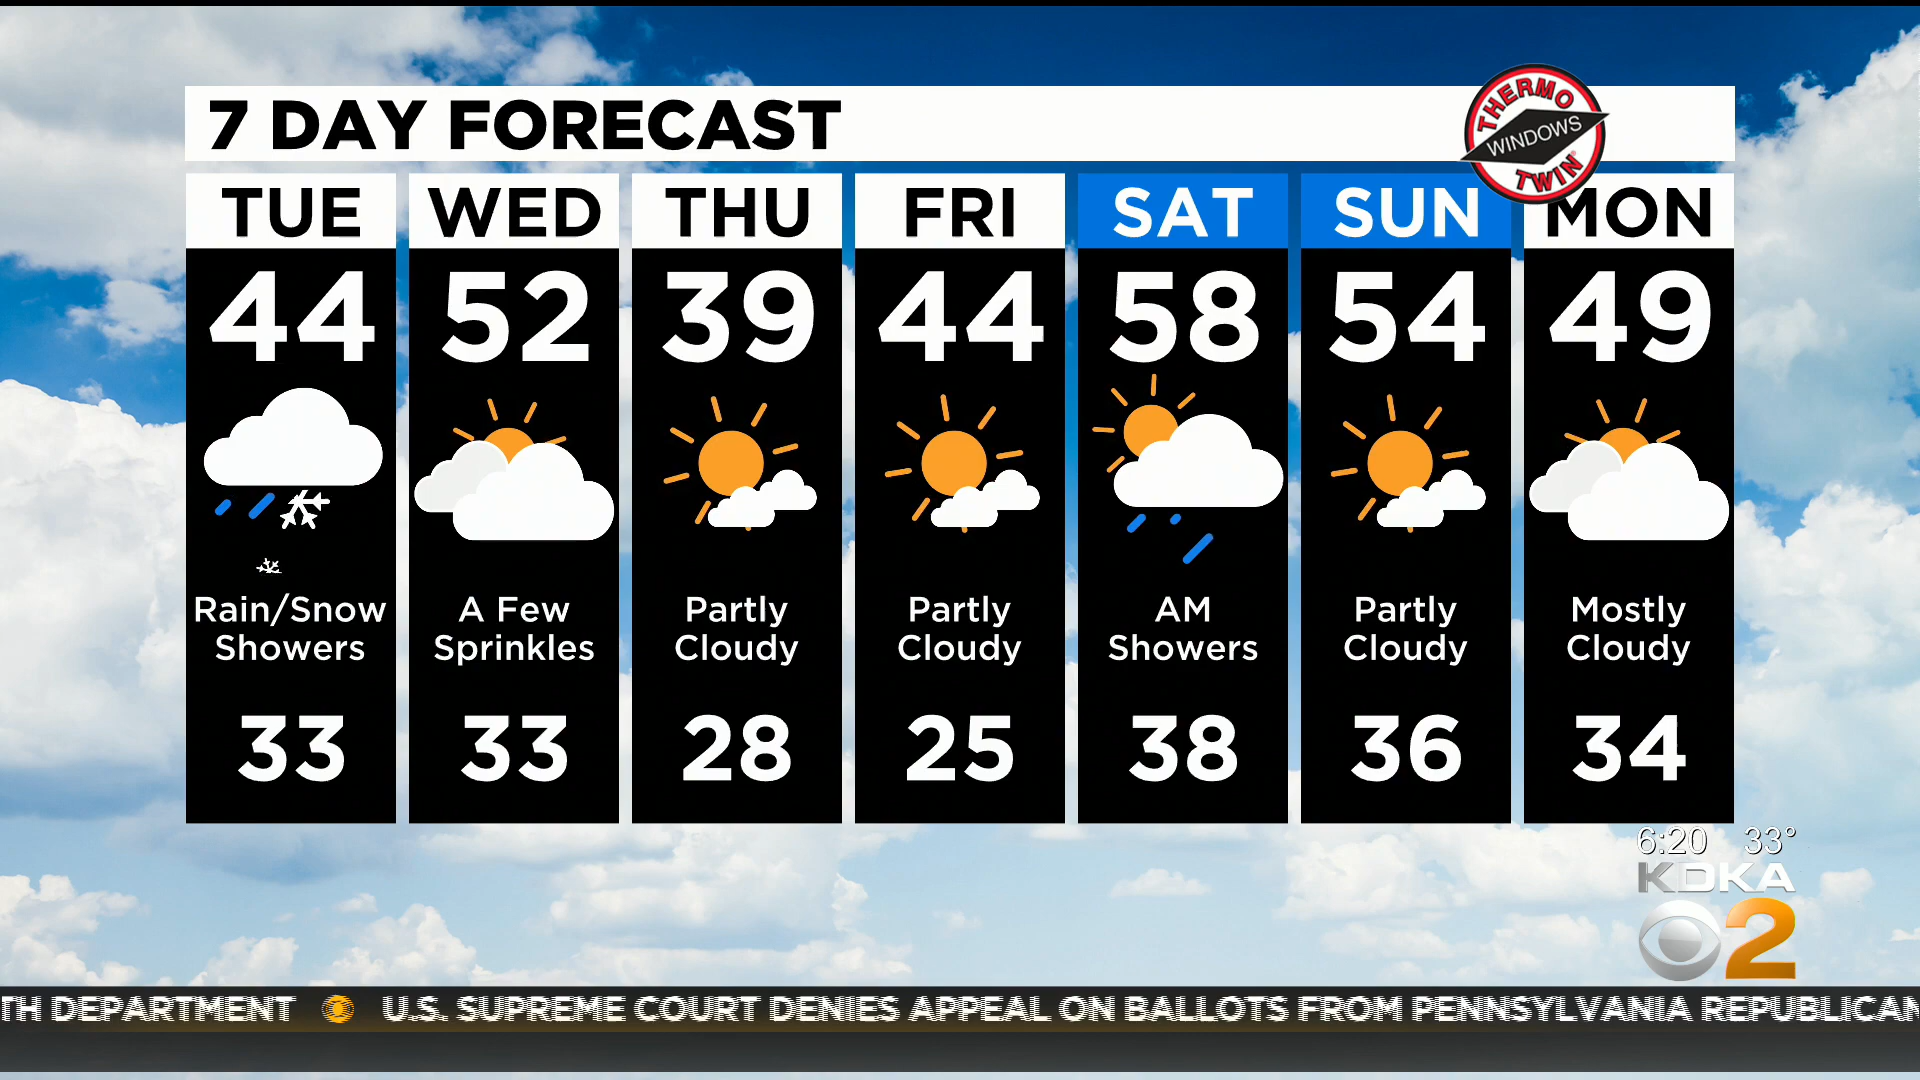 7 DAY FORECAST
THERMO
WINDOWS
TWIN
TUE WED THU FRI SAT SUN MON
44 52 39 44 58 54 49
Rain/Snow A Few Partly Partly AM Partly Mostly
Showers Sprinkles Cloudy Cloudy Showers Cloudy Cloudy
33 33 28 25 38 36 34
6:20 33°
KDKA
2
TH DEPARTMENT U.S. SUPREME COURT DENIES APPEAL ON BALLOTS FROM PENNSYLVANIA REPUBLICAN